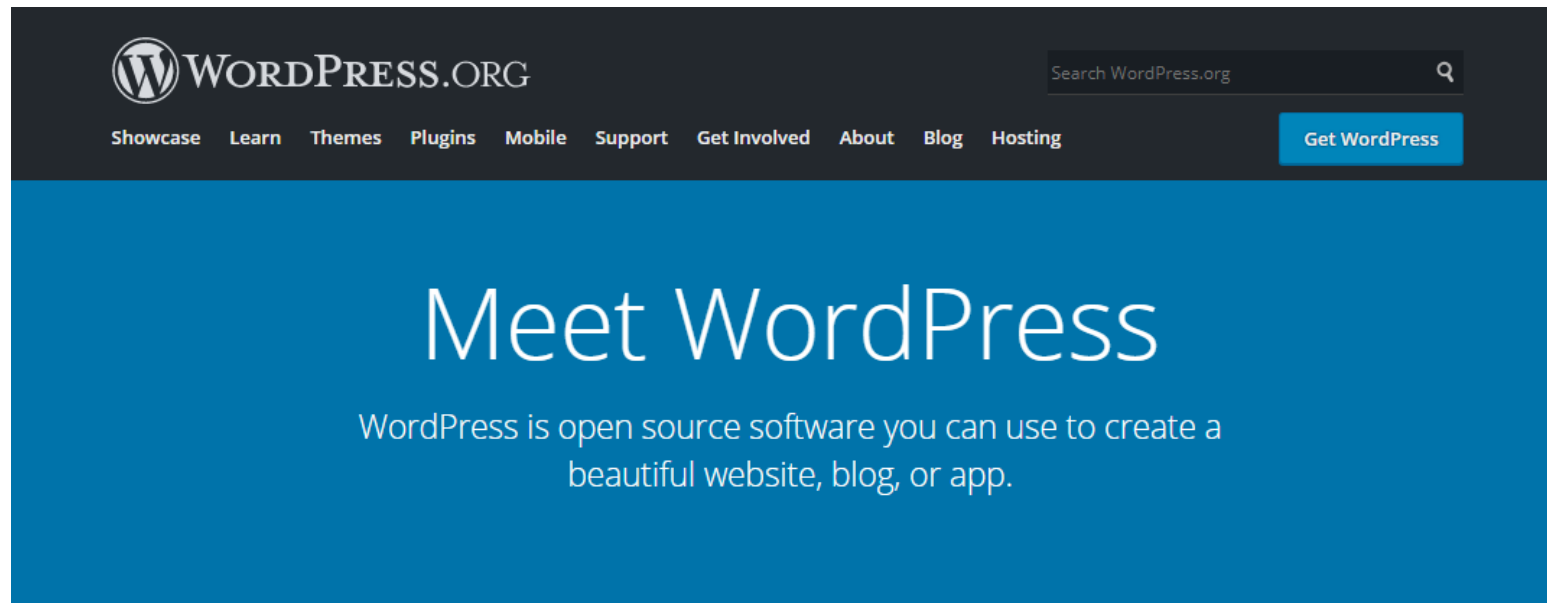 WORDPRESS.ORG
Search WordPress.org
Showcase Learn Themes Plugins Mobile Support Get Involved About Blog Hosting
Get WordPress
Meet WordPress
WordPress is open source software you can use to create a
beautiful website, blog, or app.